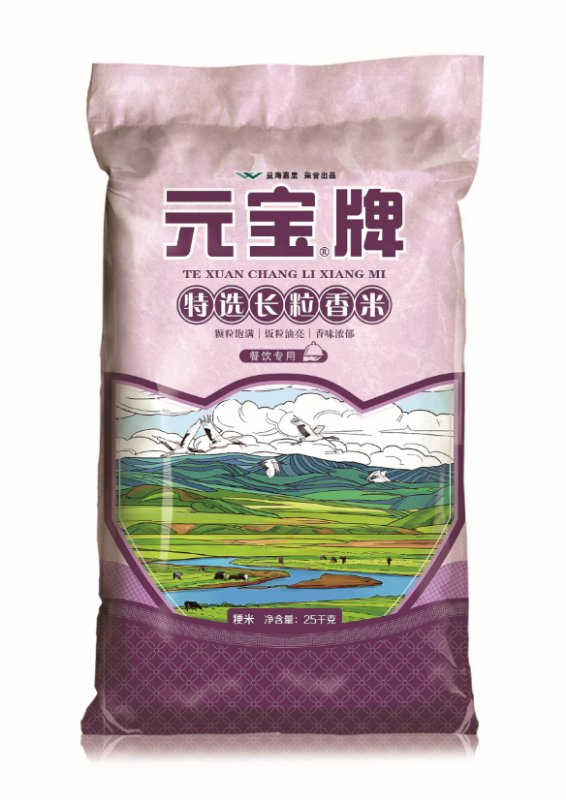 益海嘉里 荣誉出品
元宝牌®
TE XUAN CHANG LI XIANG MI
特选长粒香米
颗粒饱满|饭粒油亮|香味浓郁
餐饮专用
粳米 净含量：25千克